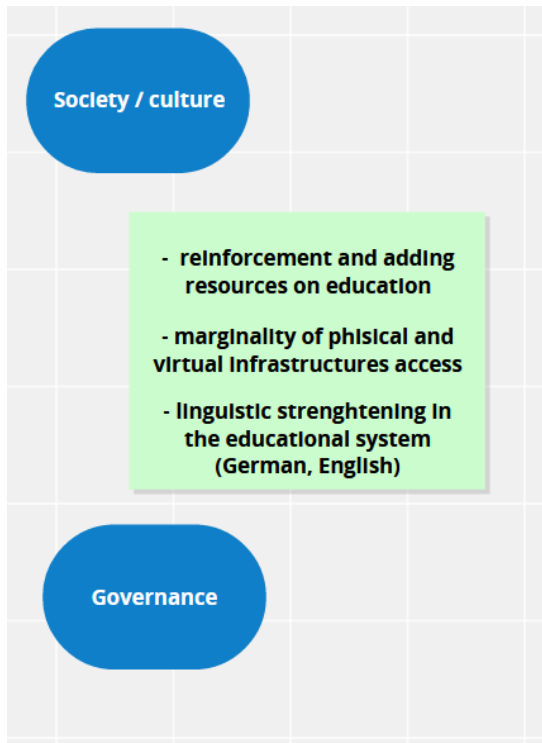 Society / culture
- reinforcement and adding
resources on education
- marginality of phisical and
virtual infrastructures access
- linguistic strenghtening in
the educational system
(German, English)
Governance